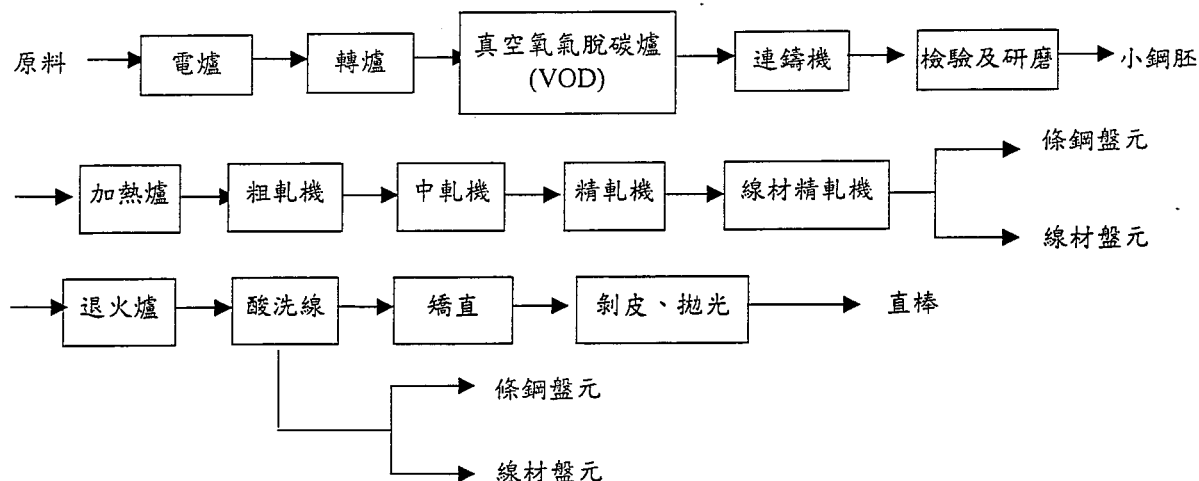 原料
電爐
轉爐
真空氧氣脫碳爐
(VOD)
連鑄機
檢驗及研磨
小鋼胚
加熱爐
粗軋機
中軋機
精軋機
線材精軋機
條鋼盤元
線材盤元
退火爐
酸洗線
矯直
剝皮、拋光
直棒
條鋼盤元
線材盤元